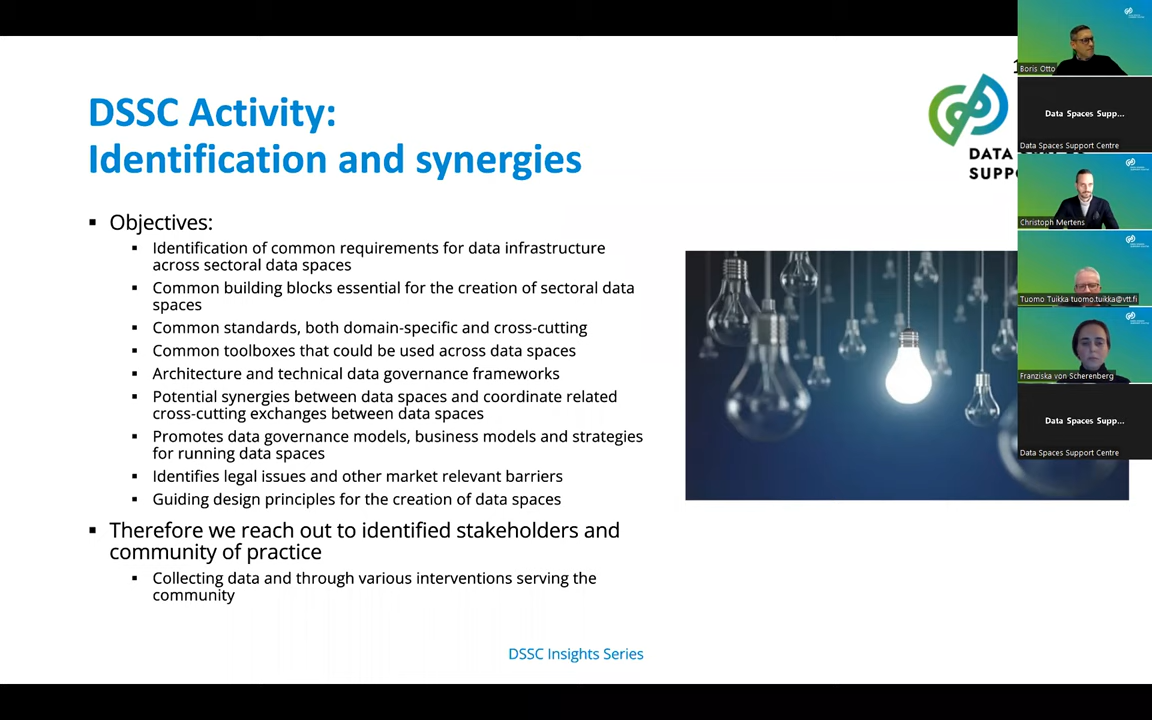 DSSC Activity:
Identification and synergies
▪ Objectives:
▪ Identification of common requirements for data infrastructure
across sectoral data spaces
▪ Common building blocks essential for the creation of sectoral data
spaces
▪ Common standards, both domain-specific and cross-cutting
▪ Common toolboxes that could be used across data spaces
▪ Architecture and technical data governance frameworks
▪ Potential synergies between data spaces and coordinate related
cross-cutting exchanges between data spaces
▪ Promotes data governance models, business models and strategies
for running data spaces
▪ Identifies legal issues and other market relevant barriers
▪ Guiding design principles for the creation of data spaces
▪ Therefore we reach out to identified stakeholders and
community of practice
▪ Collecting data and through various interventions serving the
community
DSSC Insights Series
DATA
SUPP
Boris Otto
Data Spaces Supp...
Data Spaces Support Centre
Christoph Mertens
Tuomo Tuikka tuomo.tuikka@vtt.fi
Franziska von Scherenberg
Data Spaces Supp...
Data Spaces Support Centre